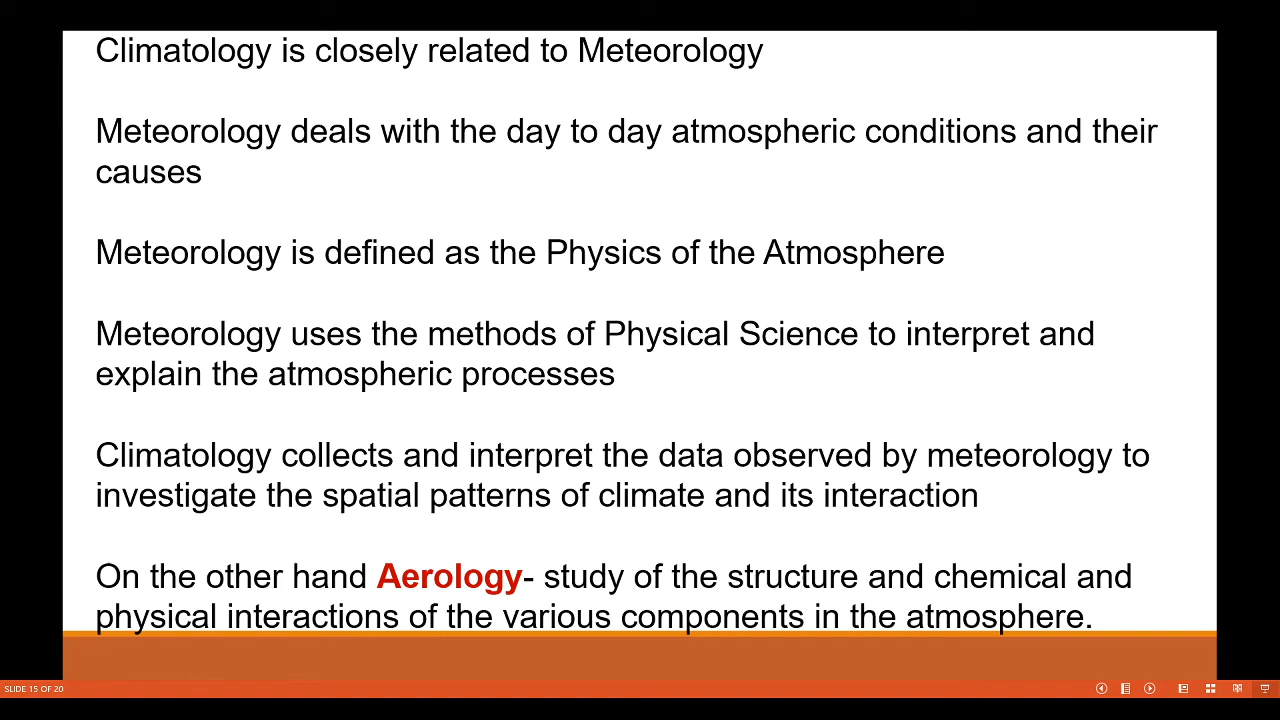 Climatology is closely related to Meteorology
Meteorology deals with the day to day atmospheric conditions and their
causes
Meteorology is defined as the Physics of the Atmosphere
Meteorology uses the methods of Physical Science to interpret and
explain the atmospheric processes
Climatology collects and interpret the data observed by meteorology to
investigate the spatial patterns of climate and its interaction
On the other hand Aerology- study of the structure and chemical and
physical interactions of the various components in the atmosphere.
SLIDE 15 OF 20